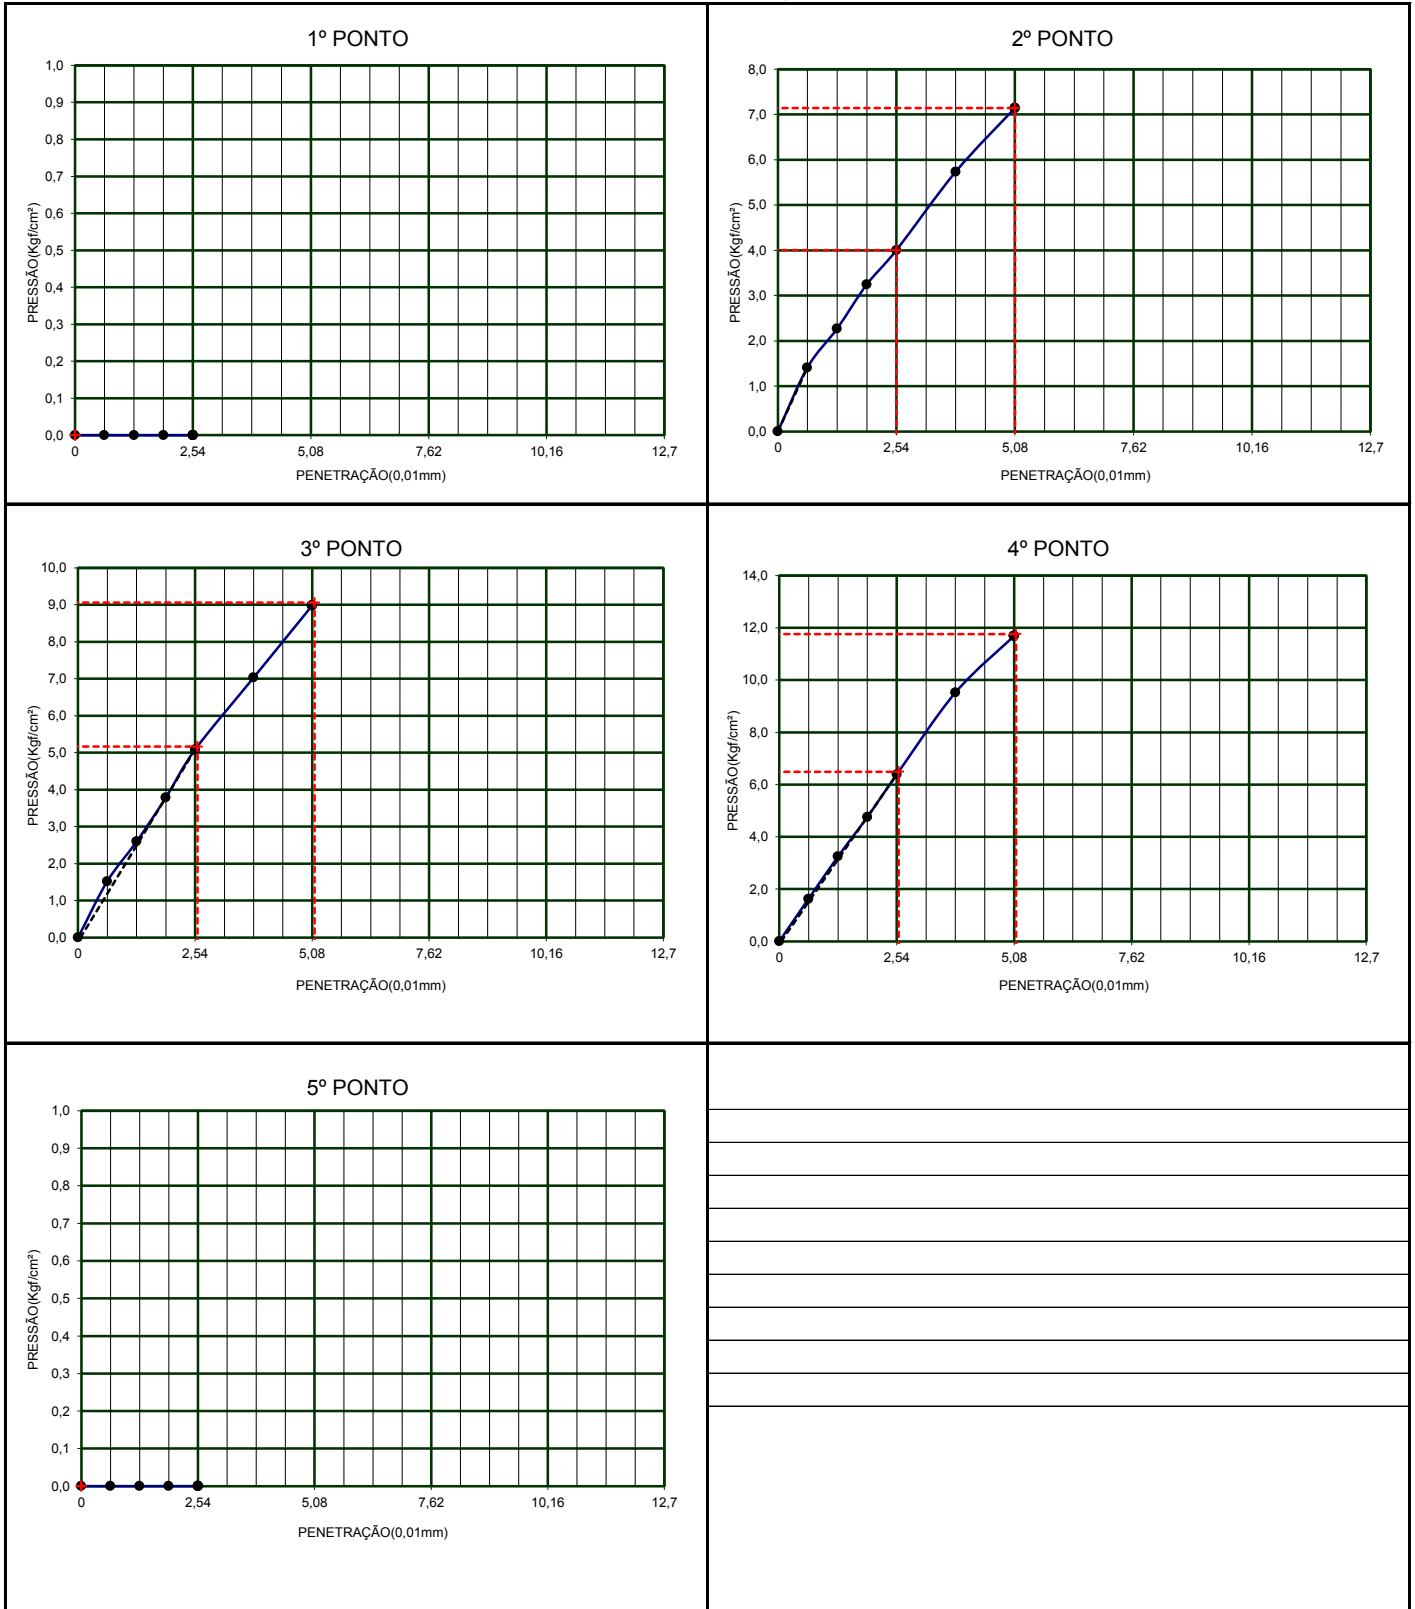 1º PONTO
1,0
0,9
0,8
0,7
0,6
0,5
0,4
0,3
0,2
0,1
0,0
PRESSÃO(Kgf/cm²)
0 2,54 5,08 7,62 10,16 12,7
PENETRAÇÃO(0,01mm)
2º PONTO
8,0
7,0
6,0
5,0
4,0
3,0
2,0
1,0
0,0
PRESSÃO(Kgf/cm²)
0 2,54 5,08 7,62 10,16 12,7
PENETRAÇÃO(0,01mm)
3º PONTO
10,0
9,0
8,0
7,0
6,0
5,0
4,0
3,0
2,0
1,0
0,0
PRESSÃO(Kgf/cm²)
0 2,54 5,08 7,62 10,16 12,7
PENETRAÇÃO(0,01mm)
4º PONTO
14,0
12,0
10,0
8,0
6,0
4,0
2,0
0,0
PRESSÃO(Kgf/cm²)
0 2,54 5,08 7,62 10,16 12,7
PENETRAÇÃO(0,01mm)
5º PONTO
1,0
0,9
0,8
0,7
0,6
0,5
0,4
0,3
0,2
0,1
0,0
PRESSÃO(Kgf/cm²)
0 2,54 5,08 7,62 10,16 12,7
PENETRAÇÃO(0,01mm)